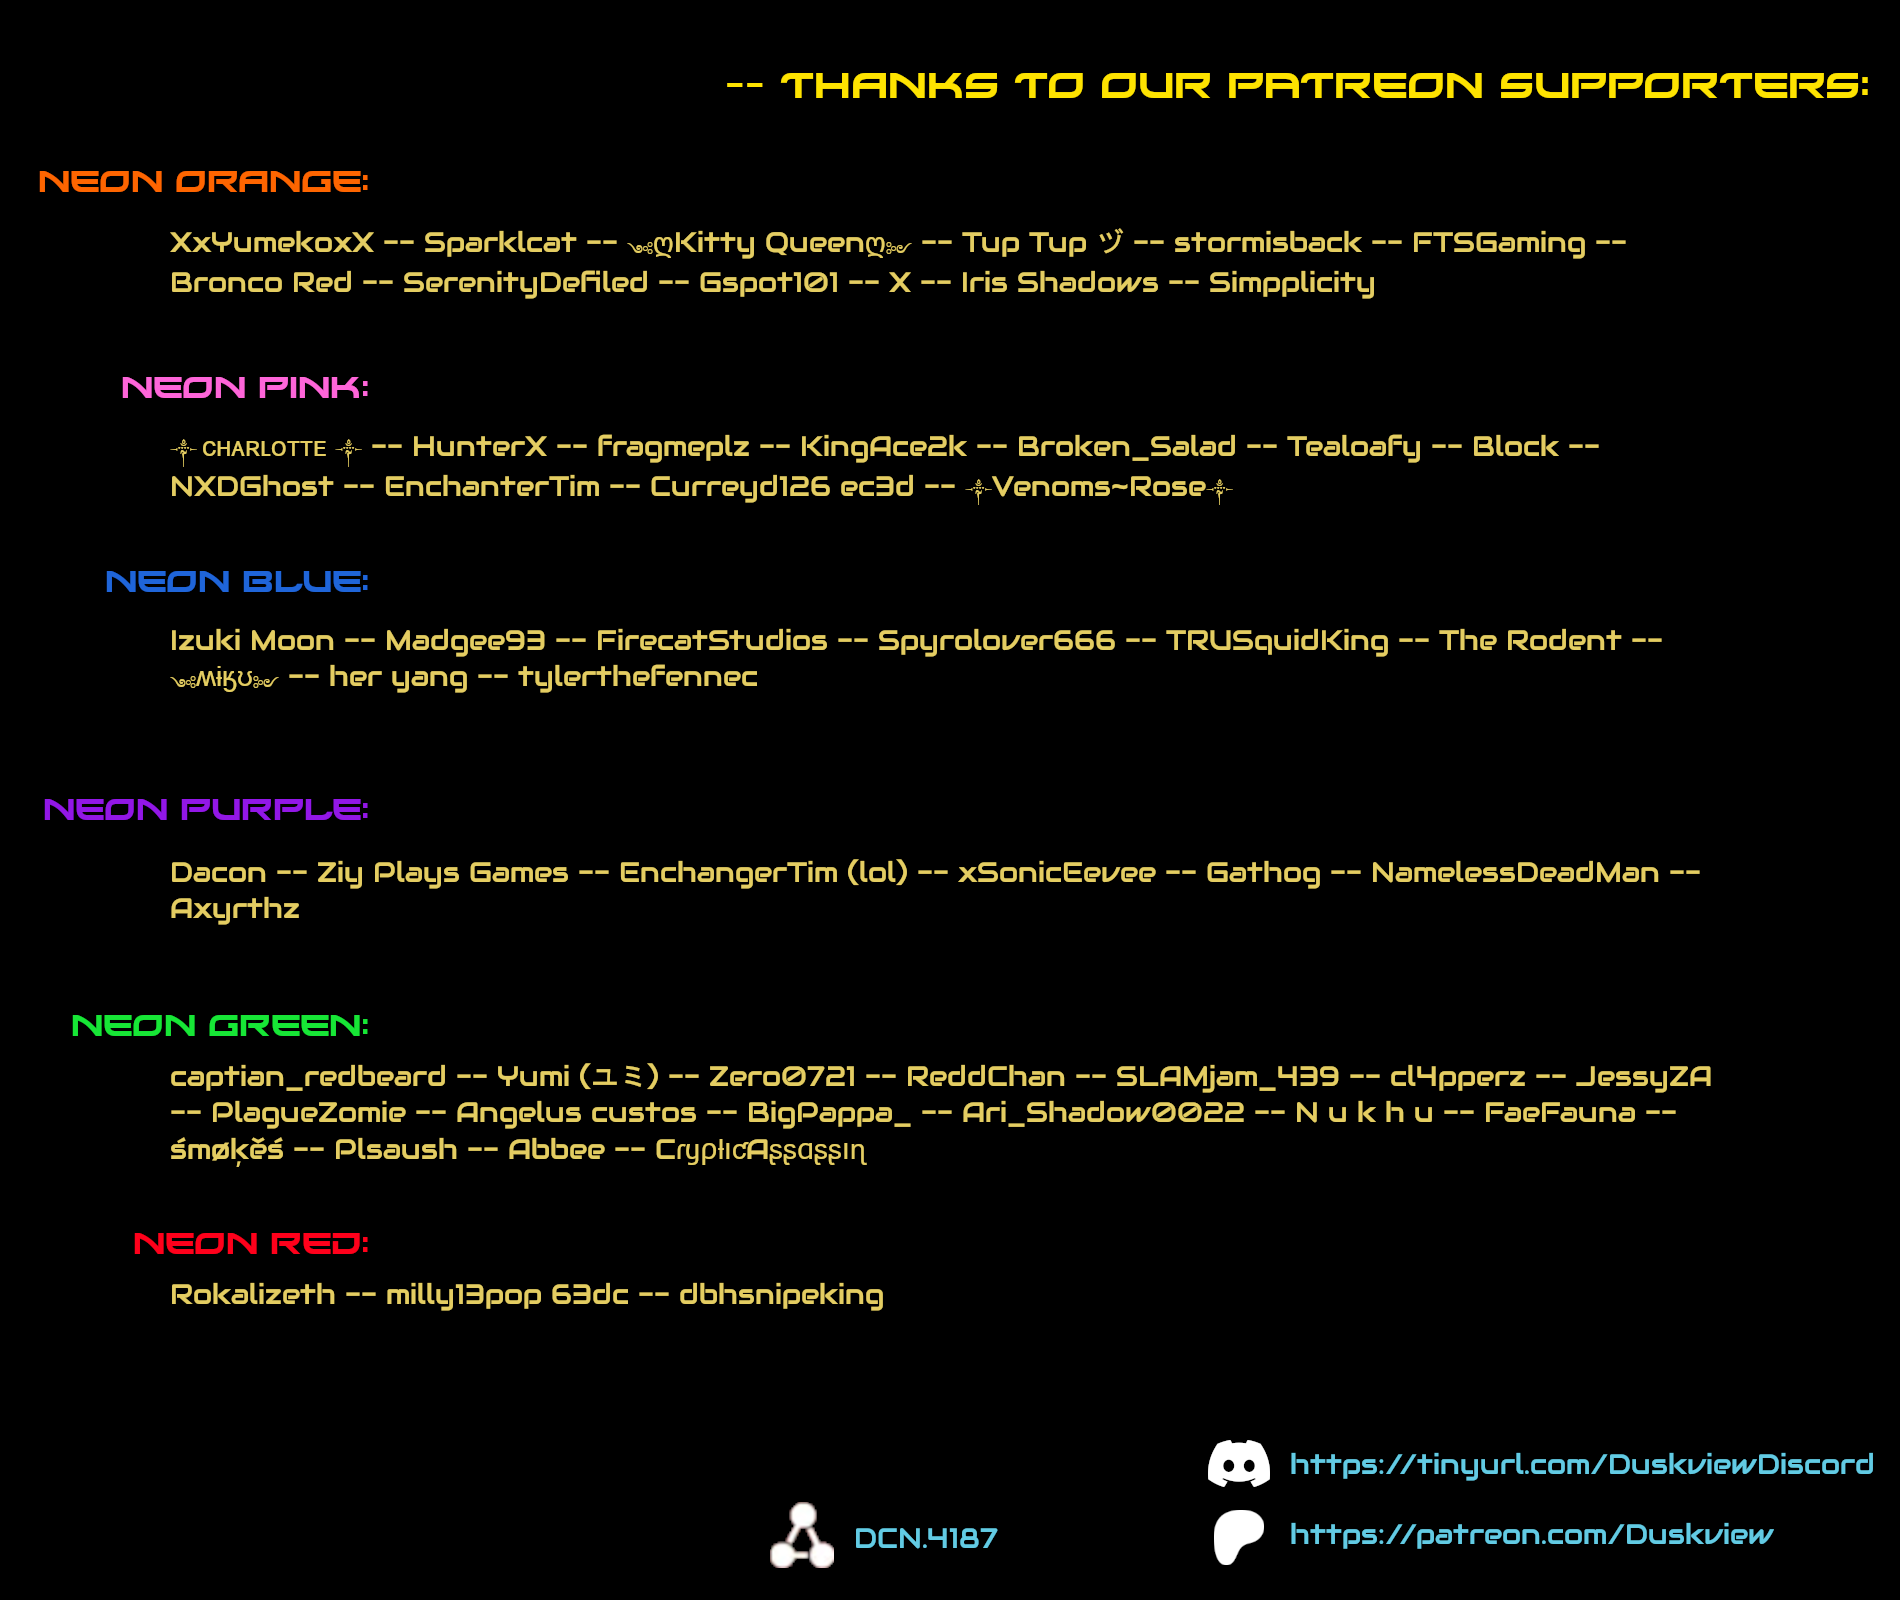 -- THANKS TO OUR PATREON SUPPORTERS:
NEON ORANGE:
XxYumekoxX -- Sparklcat -- ༺ღKitty Queenღ༻ -- Tup Tup ヅ -- stormisback -- FTSGaming --
Bronco Red -- SerenityDefiled -- Gspot101 -- X -- Iris Shadows -- Simpplicity
NEON PINK:
⸸ ᴄʜᴀʀʟᴏᴛᴛᴇ ⸸ -- HunterX -- fragmeplz -- KingAce2k -- Broken_Salad -- Tealoafy -- Block --
NXDGhost -- EnchanterTim -- Curreyd126 ec3d -- ⸸Venoms~Rose⸸
NEON BLUE:
Izuki Moon -- Madgee93 -- FirecatStudios -- Spyrolover666 -- TRUSquidKing -- The Rodent --
༺ʍɨӄʊ༻ -- her yang -- tylerthefennec
NEON PURPLE:
Dacon -- Ziy Plays Games -- EnchangerTim (lol) -- xSonicEevee -- Gathog -- NamelessDeadMan --
Axyrthz
NEON GREEN:
captian_redbeard -- Yumi (ユミ) -- Zero0721 -- ReddChan -- SLAMjam_439 -- cl4pperz -- JessyZA
-- PlagueZomie -- Angelus custos -- BigPappa_ -- Ari_Shadow0022 -- N u k h u -- FaeFauna --
śmøķěś -- Plsaush -- Abbee -- CɾყρƚιƈAʂʂαʂʂιɳ
NEON RED:
Rokalizeth -- milly13pop 63dc -- dbhsnipeking
https://tinyurl.com/DuskviewDiscord
DCN.4187
https://patreon.com/Duskview